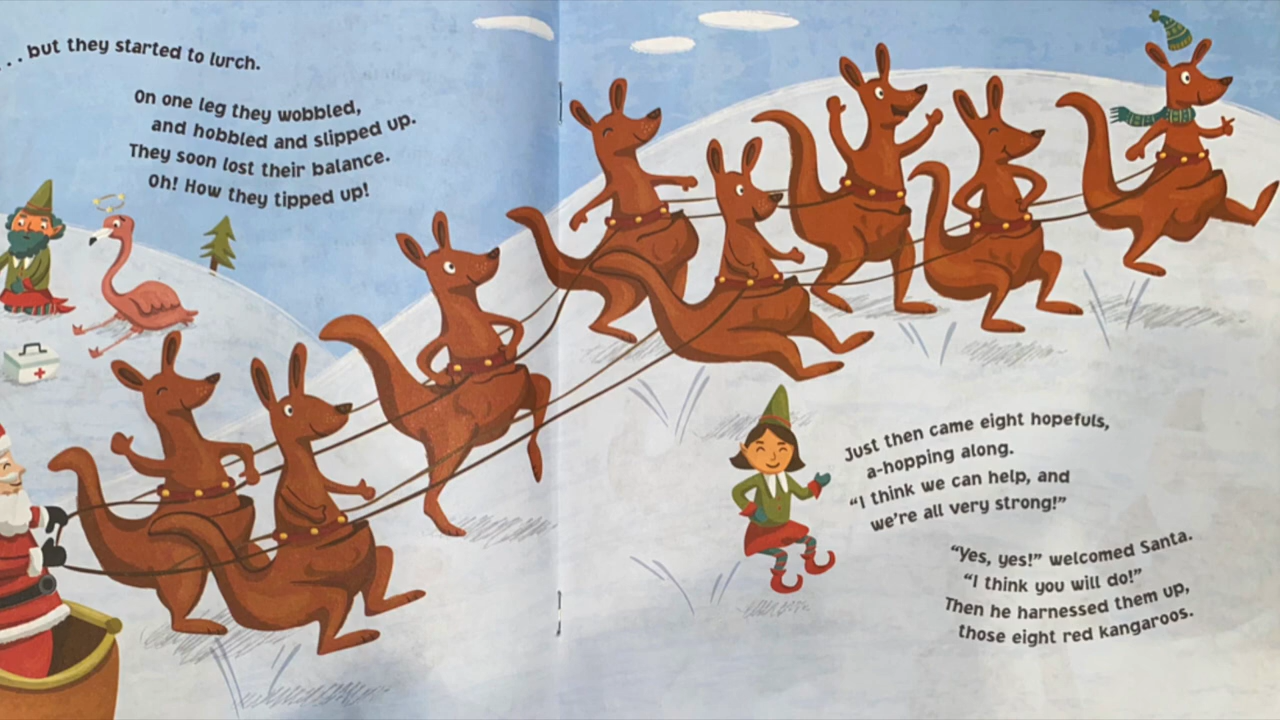 ...but they started to lurch.
On one leg they wobbled,
and hobbled and slipped up.
They soon lost their balance.
Oh! How they tipped up!
Just then came eight hopefuls,
a-hopping along.
“I think we can help, and
we’re all very strong!”
“Yes, yes!” welcomed Santa.
“I think you will do!”
Then he harnessed them up,
those eight red kangaroos.